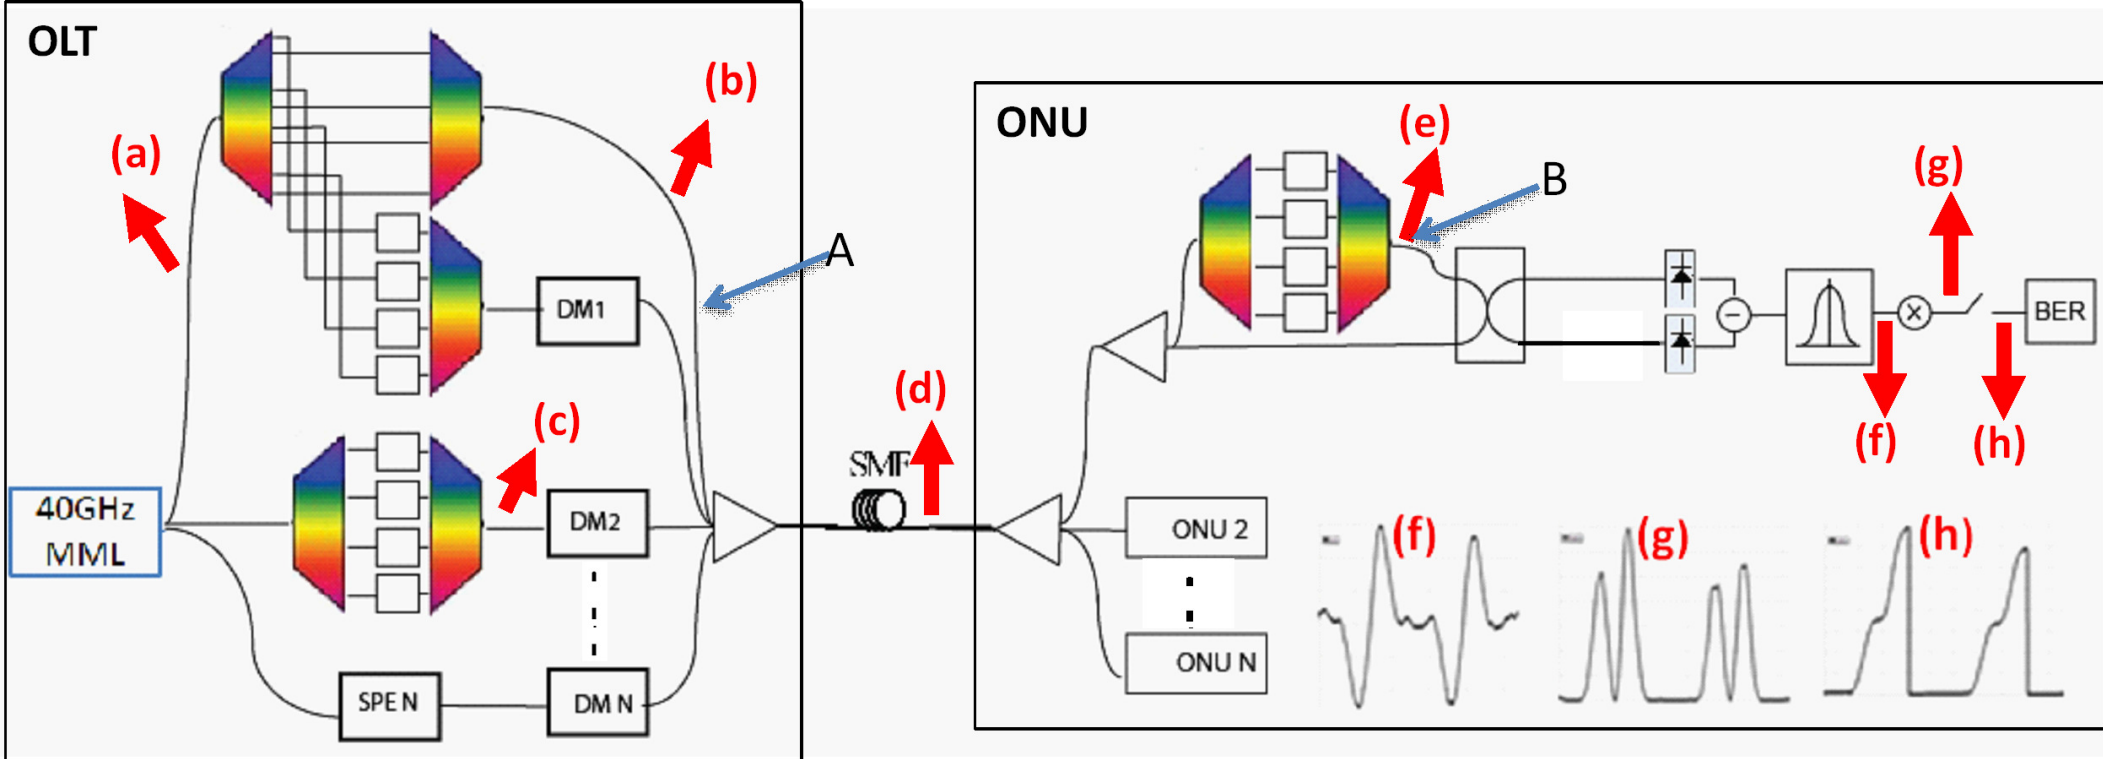 OLT
(b)
(a)
A
DM1
(c)
40GHz
MML
DM2
SPE N
DM N
(d)
SMF
ONU
(e)
B
(g)
BER
(f)
(h)
ONU 2
ONU N
(f)
(g)
(h)